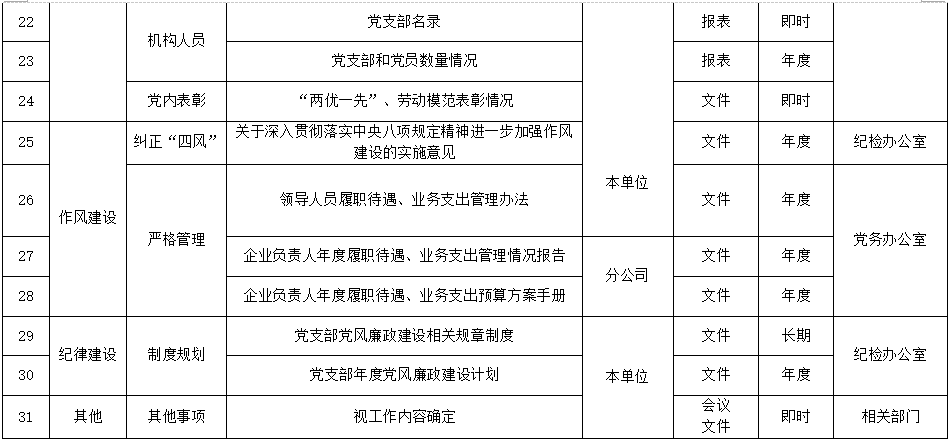 22 机构人员 党支部名录 报表 即时
23 党支部和党员数量情况 报表 年度
24 党内表彰 “两优一先”、劳动模范表彰情况 文件 即时
25 纠正“四风” 关于深入贯彻落实中央八项规定精神进一步加强作风
建设的实施意见 文件 年度 纪检办公室
本单位
26 作风建设 严格管理 领导人员履职待遇、业务支出管理办法 文件 年度 党务办公室
27 企业负责人年度履职待遇、业务支出管理情况报告 分公司 文件 年度
28 企业负责人年度履职待遇、业务支出预算方案手册 文件 年度
29 纪律建设 制度规划 党支部党风廉政建设相关规章制度 文件 长期 纪检办公室
30 党支部年度党风廉政建设计划 本单位 文件 年度
31 其他 其他事项 视工作内容确定 会议
文件 即时 相关部门